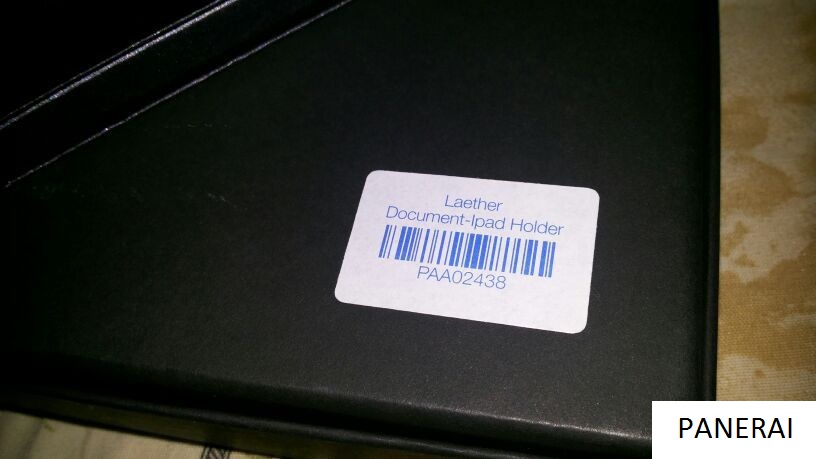 Laether
Document-Ipad Holder
PAA02438
PANERAI